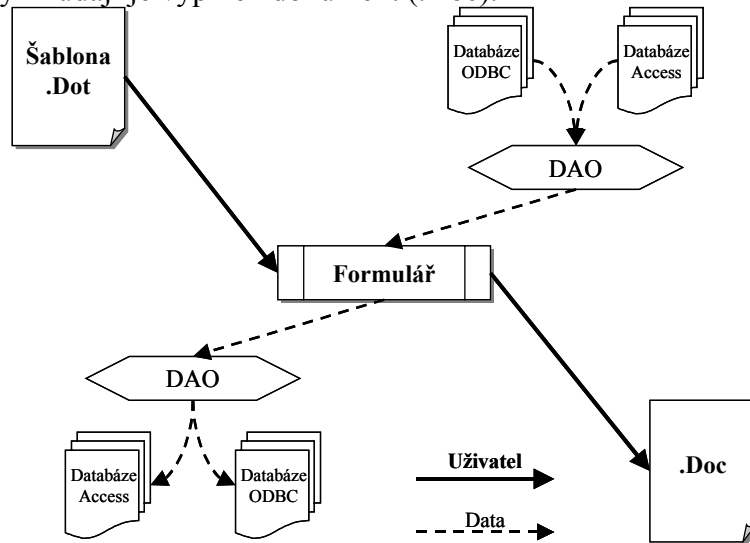 Šablona
.Dot
Databáze
ODBC
Databáze
Access
DAO
Formulář
DAO
Databáze
Access
Databáze
ODBC
Uživatel
Data
.Doc